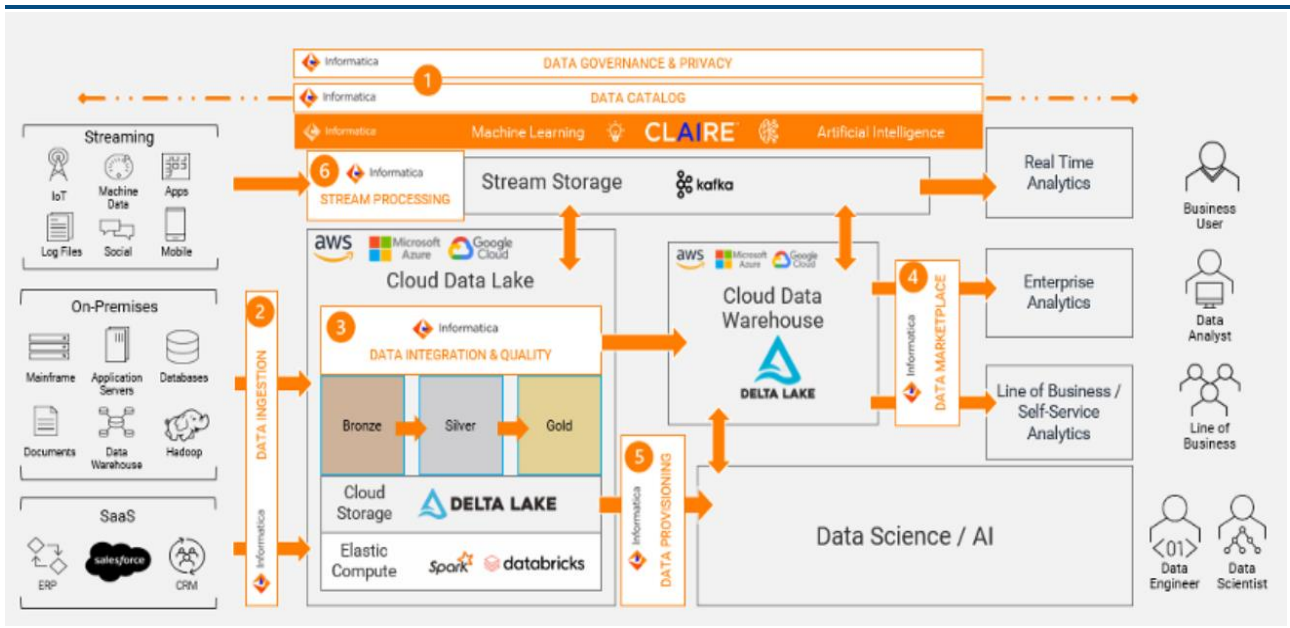 Informatica
DATA GOVERNANCE & PRIVACY
1
Informatica
DATA CATALOG
Informatica
Machine Learning
CLAIRE
Artificial Intelligence
Streaming
IoT
Machine
Data
Apps
Log Files
Social
Mobile
6
Informatica
STREAM PROCESSING
Stream Storage
kafka
Real Time
Analytics
Business
User
On-Premises
Mainframe
Application
Servers
Databases
Documents
Data
Warehouse
Hadoop
SaaS
ERP
salesforce
CRM
2
DATA INGESTION
Informatica
aws
Microsoft
Azure
Google
Cloud
Cloud Data Lake
3
Informatica
DATA INTEGRATION & QUALITY
Bronze
Silver
Gold
Cloud
Storage
DELTA LAKE
Elastic
Compute
Spark
databricks
aws
Microsoft
Azure
Google
Cloud
Cloud Data
Warehouse
DELTA LAKE
4
Informatica
DATA MARKETPLACE
Enterprise
Analytics
Data
Analyst
Line of Business /
Self-Service
Analytics
Line of
Business
5
Informatica
DATA PROVISIONING
Data Science / AI
<01>
Data
Engineer
Data
Scientist